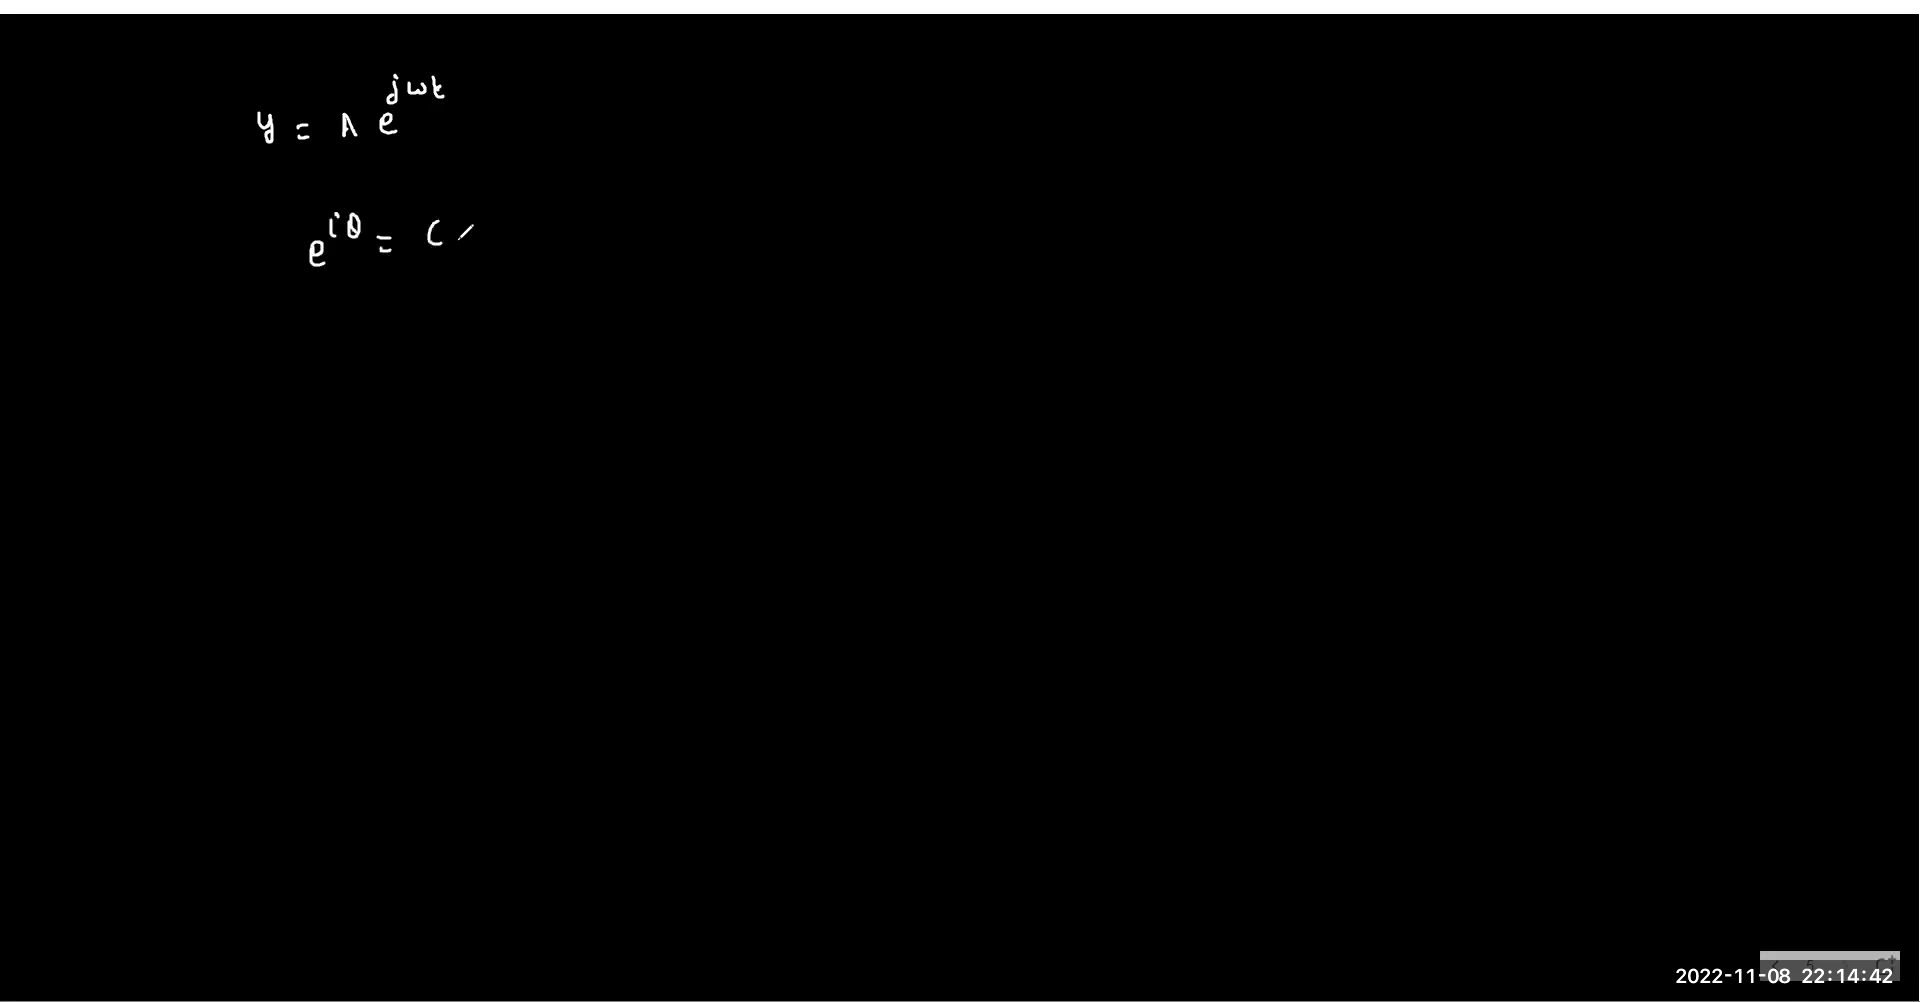 y = A e^{jωt}
e^{iθ} = C
2022-11-08 22:14:42